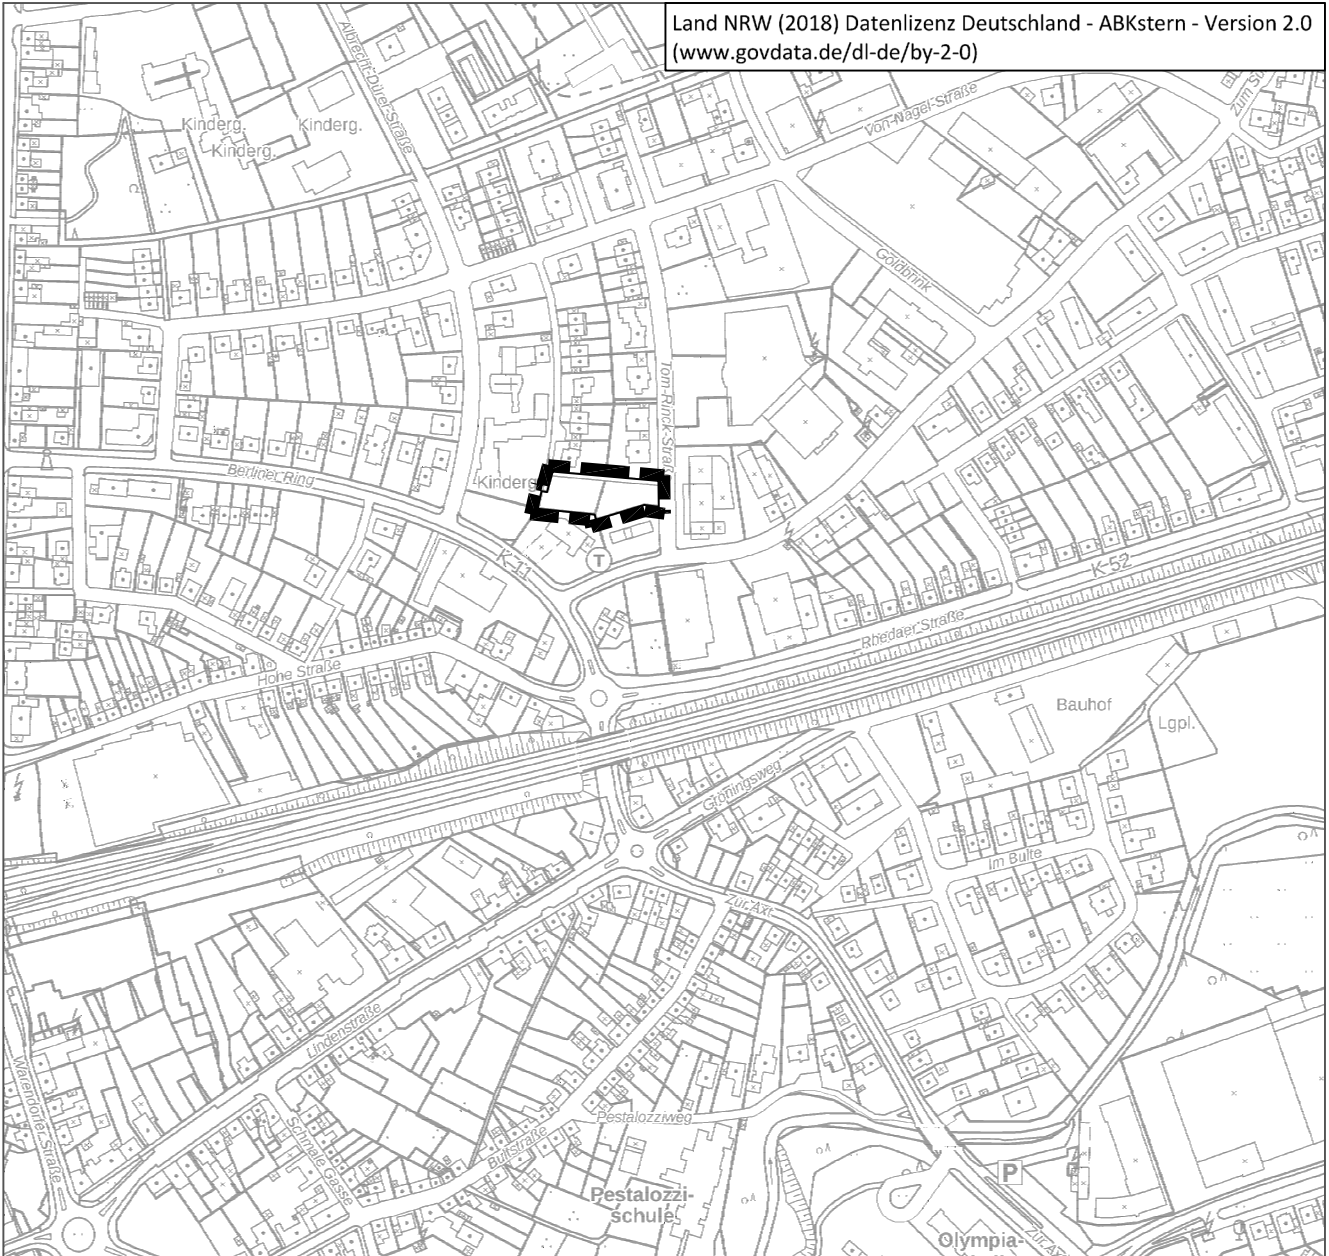 Land NRW (2018) Datenlizenz Deutschland - ABKstern - Version 2.0
(www.govdata.de/dl-de/by-2-0)
Albrecht-Dürer-Straße
Von-Nagel-Straße
Kinderg.
Kinderg.
Kinderg.
Goldbrink
Tom-Rinck-Straße
Berliner Ring
Kinderg.
K 11
T
K 52
Rhedaer Straße
Hohe Straße
Bauhof
Lgpl.
Gröningsweg
Im Bulte
Zur Axt
Lindenstraße
Warendorfer Straße
Schmale Gasse
Bultstraße
Pestalozziweg
P
Pestalozzi-
schule
Olympia-
Zur Axt